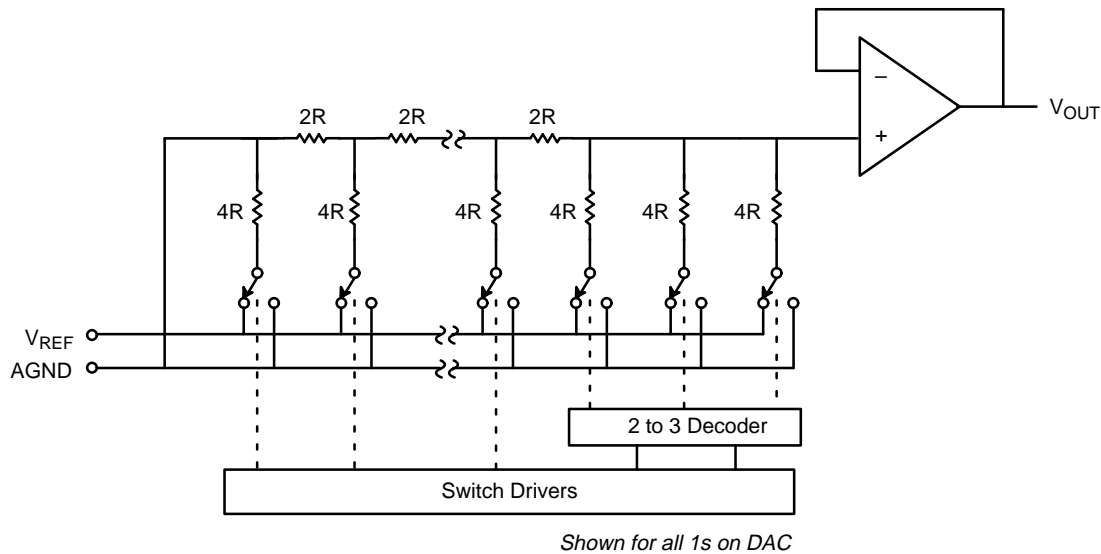 V_OUT
2R 2R 2R
−
+
4R 4R 4R 4R 4R 4R
V_REF
AGND
2 to 3 Decoder
Switch Drivers
Shown for all 1s on DAC